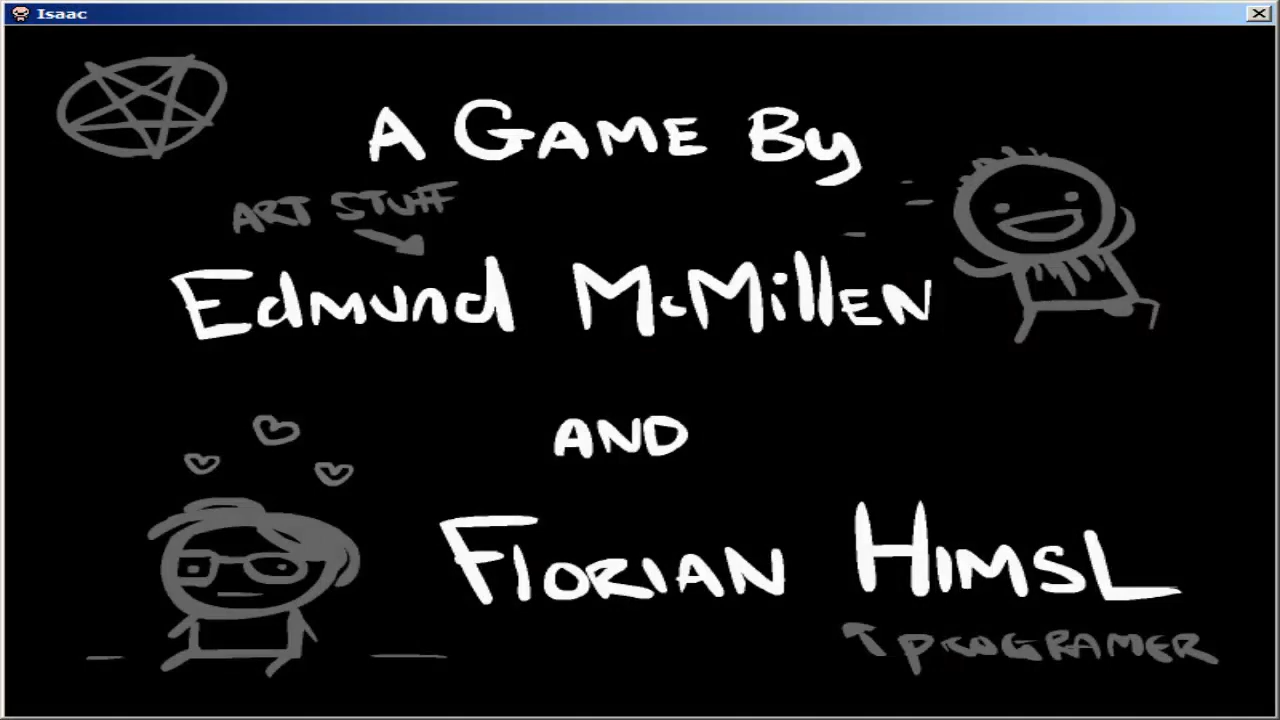 Isaac
A GAME By
ART STUFF
Edmund McMillEN
AND
FloRiAN HimsL
pROGRAMER